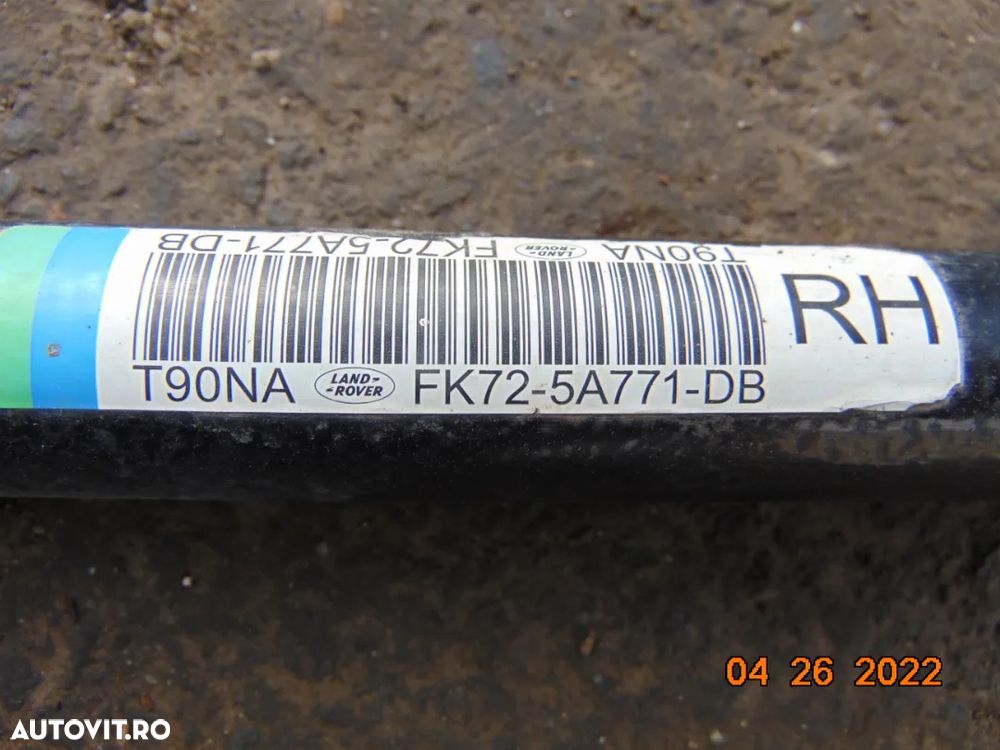 T90NA LAND ROVER FK72-5A771-DB
RH
T90NA LAND ROVER FK72-5A771-DB
04 26 2022
AUTOVIT.RO